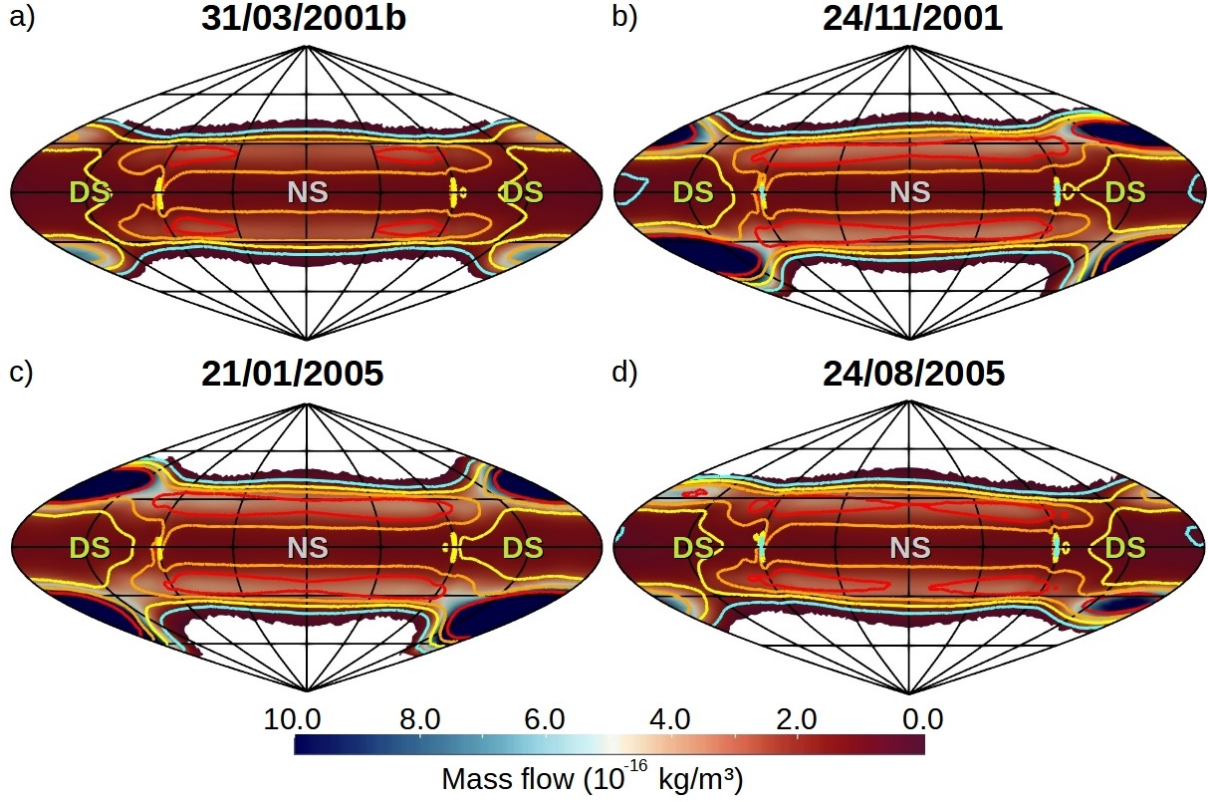 a) 31/03/2001b
b) 24/11/2001
DS NS DS
DS NS DS
c) 21/01/2005
d) 24/08/2005
DS NS DS
DS NS DS
10.0 8.0 6.0 4.0 2.0 0.0
Mass flow (10⁻¹⁶ kg/m³)